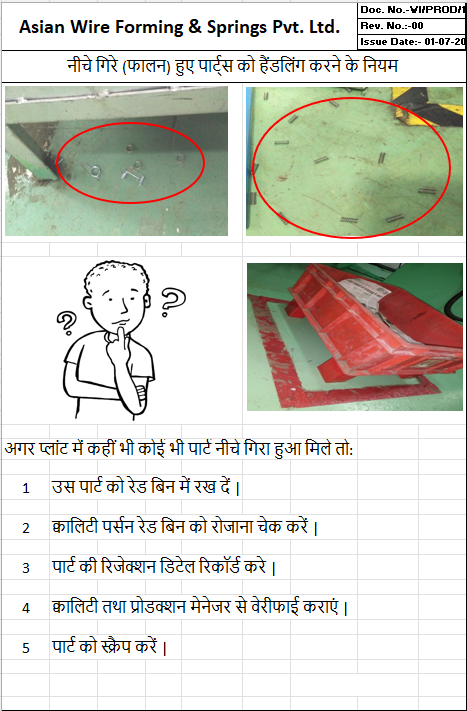 Asian Wire Forming & Springs Pvt. Ltd.
Doc. No.-WI/PROD/1
Rev. No.:-00
Issue Date:- 01-07-20
नीचे गिरे (फालन) हुए पार्ट्स को हैंडलिंग करने के नियम
? ?
अगर प्लांट में कहीं भी कोई भी पार्ट नीचे गिरा हुआ मिले तो:
1 उस पार्ट को रेड बिन में रख दें |
2 क्वालिटी पर्सन रेड बिन को रोजाना चेक करें |
3 पार्ट की रिजेक्शन डिटेल रिकॉर्ड करे |
4 क्वालिटी तथा प्रोडक्शन मेनेजर से वेरीफाई कराएं |
5 पार्ट को स्क्रैप करें |